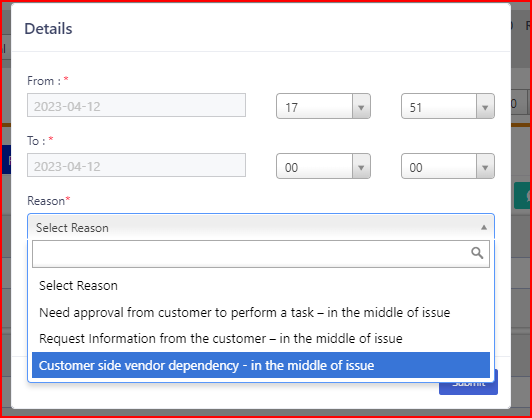 Details
From : *
2023-04-12 17 51
To : *
2023-04-12 00 00
Reason*
Select Reason
Select Reason
Need approval from customer to perform a task – in the middle of issue
Request Information from the customer – in the middle of issue
Customer side vendor dependency - in the middle of issue
Submit